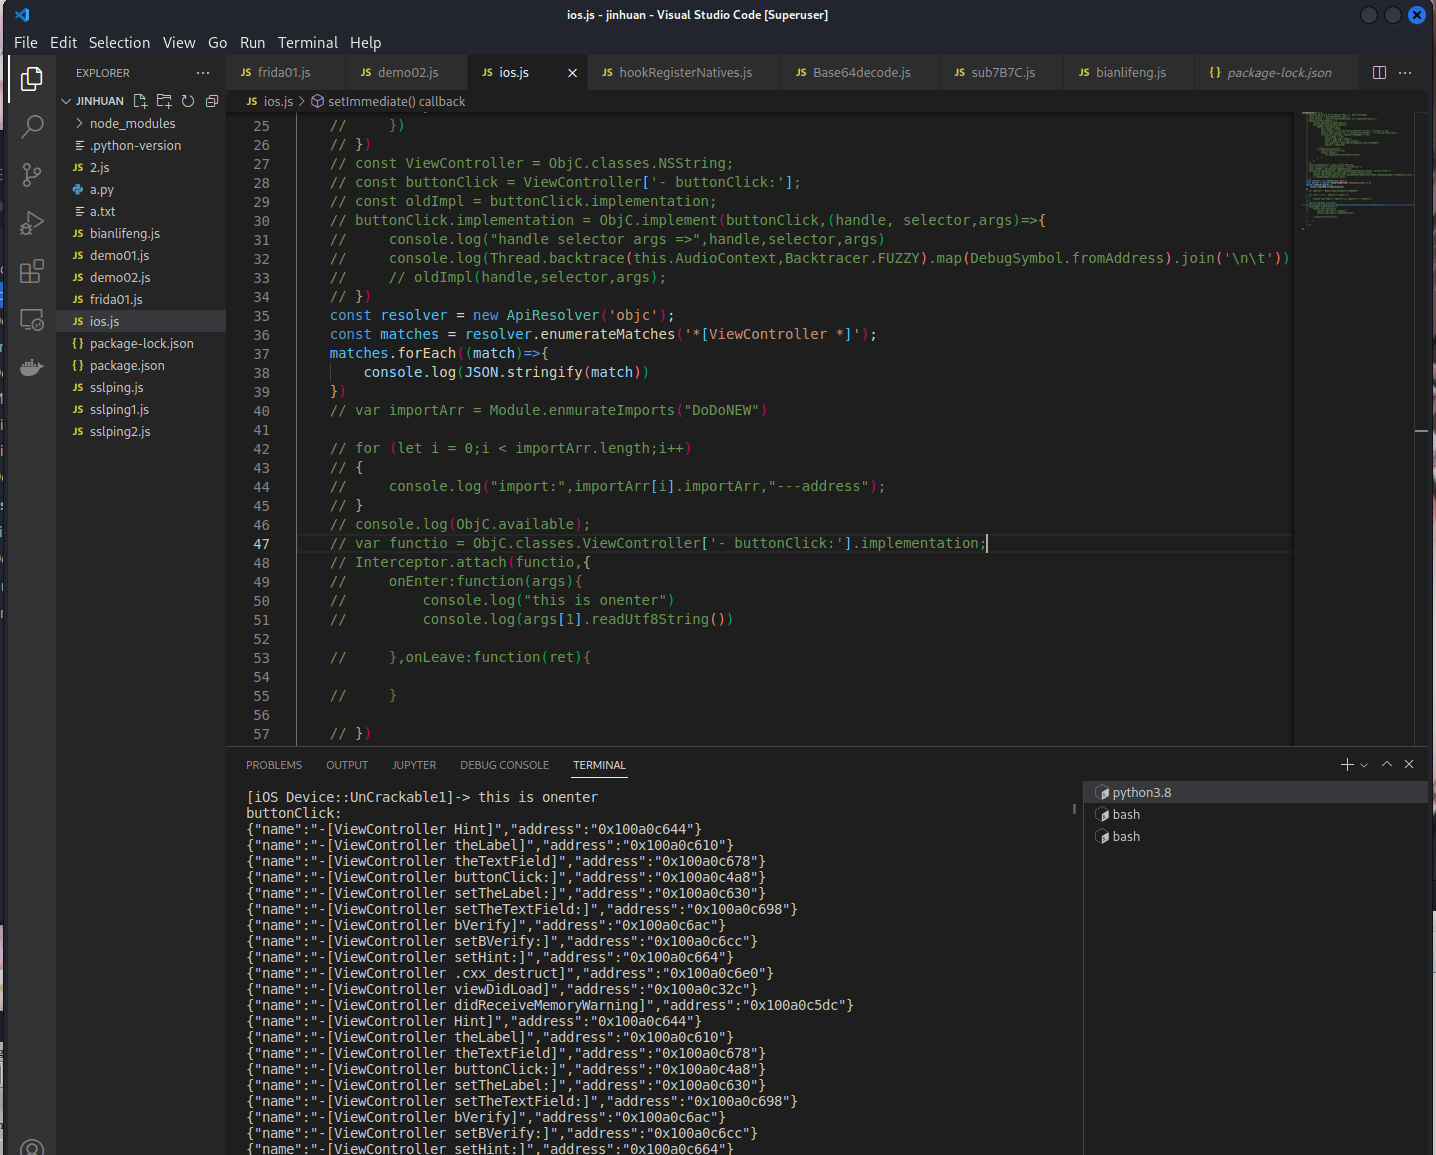 ios.js - jinhuan - Visual Studio Code [Superuser]
File Edit Selection View Go Run Terminal Help
EXPLORER
JS frida01.js JS demo02.js JS ios.js JS hookRegisterNatives.js JS Base64decode.js JS sub7B7C.js JS bianlifeng.js {} package-lock.json
JINHUAN
node_modules
.python-version
JS 2.js
a.py
a.txt
JS bianlifeng.js
JS demo01.js
JS demo02.js
JS frida01.js
JS ios.js
{} package-lock.json
{} package.json
JS sslping.js
JS sslping1.js
JS sslping2.js
JS ios.js > setImmediate() callback
25 //     })
26 // })
27 // const ViewController = ObjC.classes.NSString;
28 // const buttonClick = ViewController['- buttonClick:'];
29 // const oldImpl = buttonClick.implementation;
30 // buttonClick.implementation = ObjC.implement(buttonClick,(handle, selector,args)=>{
31 //     console.log("handle selector args =>",handle,selector,args)
32 //     console.log(Thread.backtrace(this.AudioContext,Backtracer.FUZZY).map(DebugSymbol.fromAddress).join('\n\t'))
33 //     // oldImpl(handle,selector,args);
34 // })
35 const resolver = new ApiResolver('objc');
36 const matches = resolver.enumerateMatches('*[ViewController *]');
37 matches.forEach((match)=>{
38     console.log(JSON.stringify(match))
39 })
40 // var importArr = Module.enmurateImports("DoDoNEW")
41
42 // for (let i = 0;i < importArr.length;i++)
43 // {
44 //     console.log("import:",importArr[i].importArr,"---address");
45 // }
46 // console.log(ObjC.available);
47 // var functio = ObjC.classes.ViewController['- buttonClick:'].implementation;
48 // Interceptor.attach(functio,{
49 //     onEnter:function(args){
50 //         console.log("this is onenter")
51 //         console.log(args[1].readUtf8String())
52
53 //     },onLeave:function(ret){
54
55 //     }
56
57 // })
PROBLEMS OUTPUT JUPYTER DEBUG CONSOLE TERMINAL
[iOS Device::UnCrackable1]-> this is onenter
buttonClick:
{"name":"-[ViewController Hint]","address":"0x100a0c644"}
{"name":"-[ViewController theLabel]","address":"0x100a0c610"}
{"name":"-[ViewController theTextField]","address":"0x100a0c678"}
{"name":"-[ViewController buttonClick:]","address":"0x100a0c4a8"}
{"name":"-[ViewController setTheLabel:]","address":"0x100a0c630"}
{"name":"-[ViewController setTheTextField:]","address":"0x100a0c698"}
{"name":"-[ViewController bVerify]","address":"0x100a0c6ac"}
{"name":"-[ViewController setBVerify:]","address":"0x100a0c6cc"}
{"name":"-[ViewController setHint:]","address":"0x100a0c664"}
{"name":"-[ViewController .cxx_destruct]","address":"0x100a0c6e0"}
{"name":"-[ViewController viewDidLoad]","address":"0x100a0c32c"}
{"name":"-[ViewController didReceiveMemoryWarning]","address":"0x100a0c5dc"}
{"name":"-[ViewController Hint]","address":"0x100a0c644"}
{"name":"-[ViewController theLabel]","address":"0x100a0c610"}
{"name":"-[ViewController theTextField]","address":"0x100a0c678"}
{"name":"-[ViewController buttonClick:]","address":"0x100a0c4a8"}
{"name":"-[ViewController setTheLabel:]","address":"0x100a0c630"}
{"name":"-[ViewController setTheTextField:]","address":"0x100a0c698"}
{"name":"-[ViewController bVerify]","address":"0x100a0c6ac"}
{"name":"-[ViewController setBVerify:]","address":"0x100a0c6cc"}
{"name":"-[ViewController setHint:]","address":"0x100a0c664"}
python3.8
bash
bash